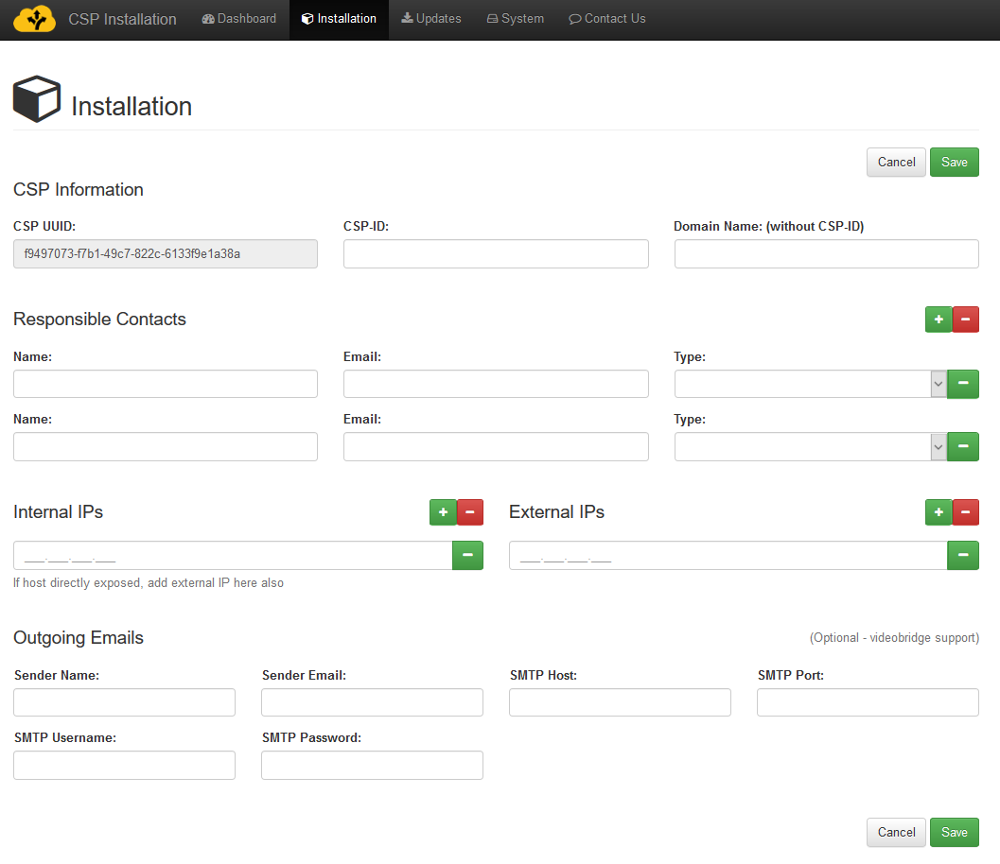 CSP Installation Dashboard Installation Updates System Contact Us
Installation
Cancel Save
CSP Information
CSP UUID: CSP-ID: Domain Name: (without CSP-ID)
f9497073-f7b1-49c7-822c-6133f9e1a38a
Responsible Contacts
Name: Email: Type:
Name: Email: Type:
Internal IPs External IPs
___.___.___.___ ___.___.___.___
If host directly exposed, add external IP here also
Outgoing Emails (Optional - videobridge support)
Sender Name: Sender Email: SMTP Host: SMTP Port:
SMTP Username: SMTP Password:
Cancel Save